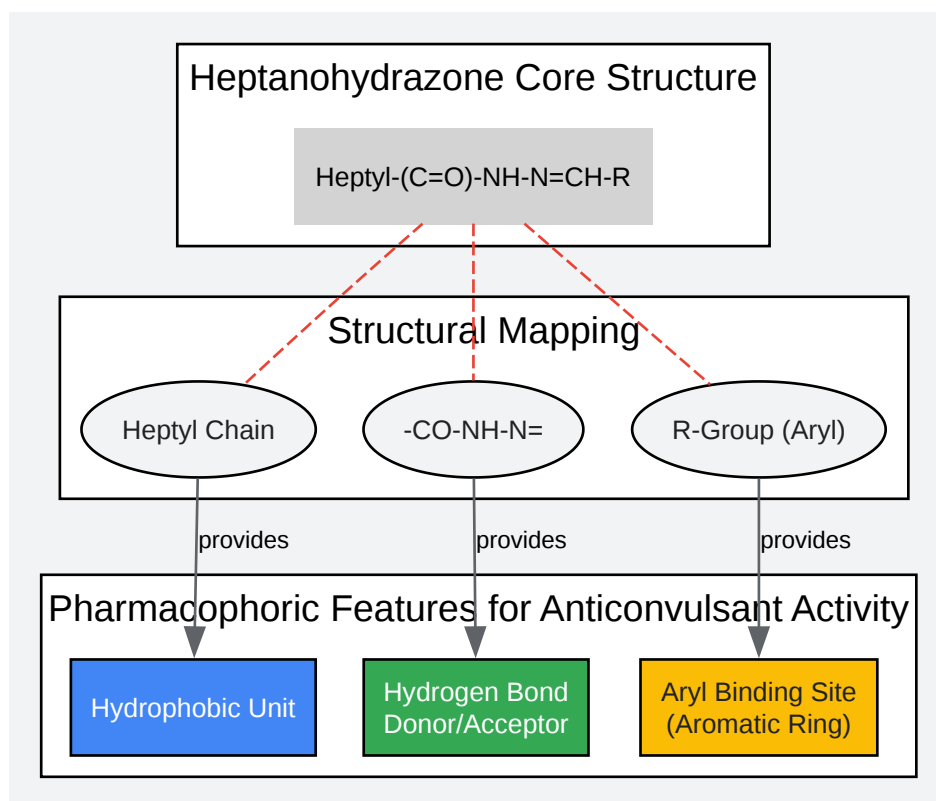 Heptanohydrazone Core Structure
Heptyl-(C=O)-NH-N=CH-R
Structural Mapping
Heptyl Chain
-CO-NH-N=
R-Group (Aryl)
provides
provides
provides
Pharmacophoric Features for Anticonvulsant Activity
Hydrophobic Unit
Hydrogen Bond
Donor/Acceptor
Aryl Binding Site
(Aromatic Ring)